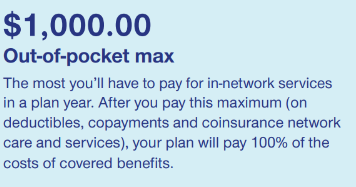 $1,000.00
Out-of-pocket max
The most you’ll have to pay for in-network services
in a plan year. After you pay this maximum (on
deductibles, copayments and coinsurance network
care and services), your plan will pay 100% of the
costs of covered benefits.